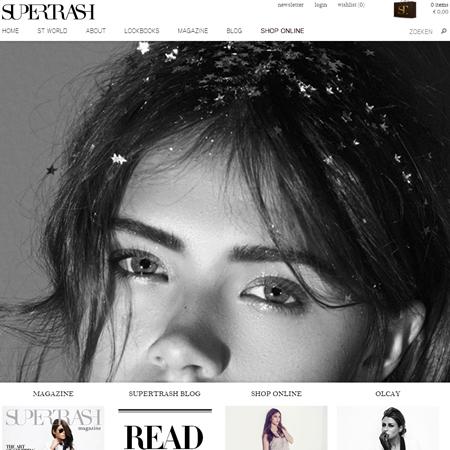 SUPERTRASH
newsletter login wishlist (0) 0 items
€ 0,00
HOME ST WORLD ABOUT LOOKBOOKS MAGAZINE BLOG SHOP ONLINE ZOEKEN
MAGAZINE SUPERTRASH BLOG SHOP ONLINE OLCAY
SUPERTRASH
magazine
THE ART
READ